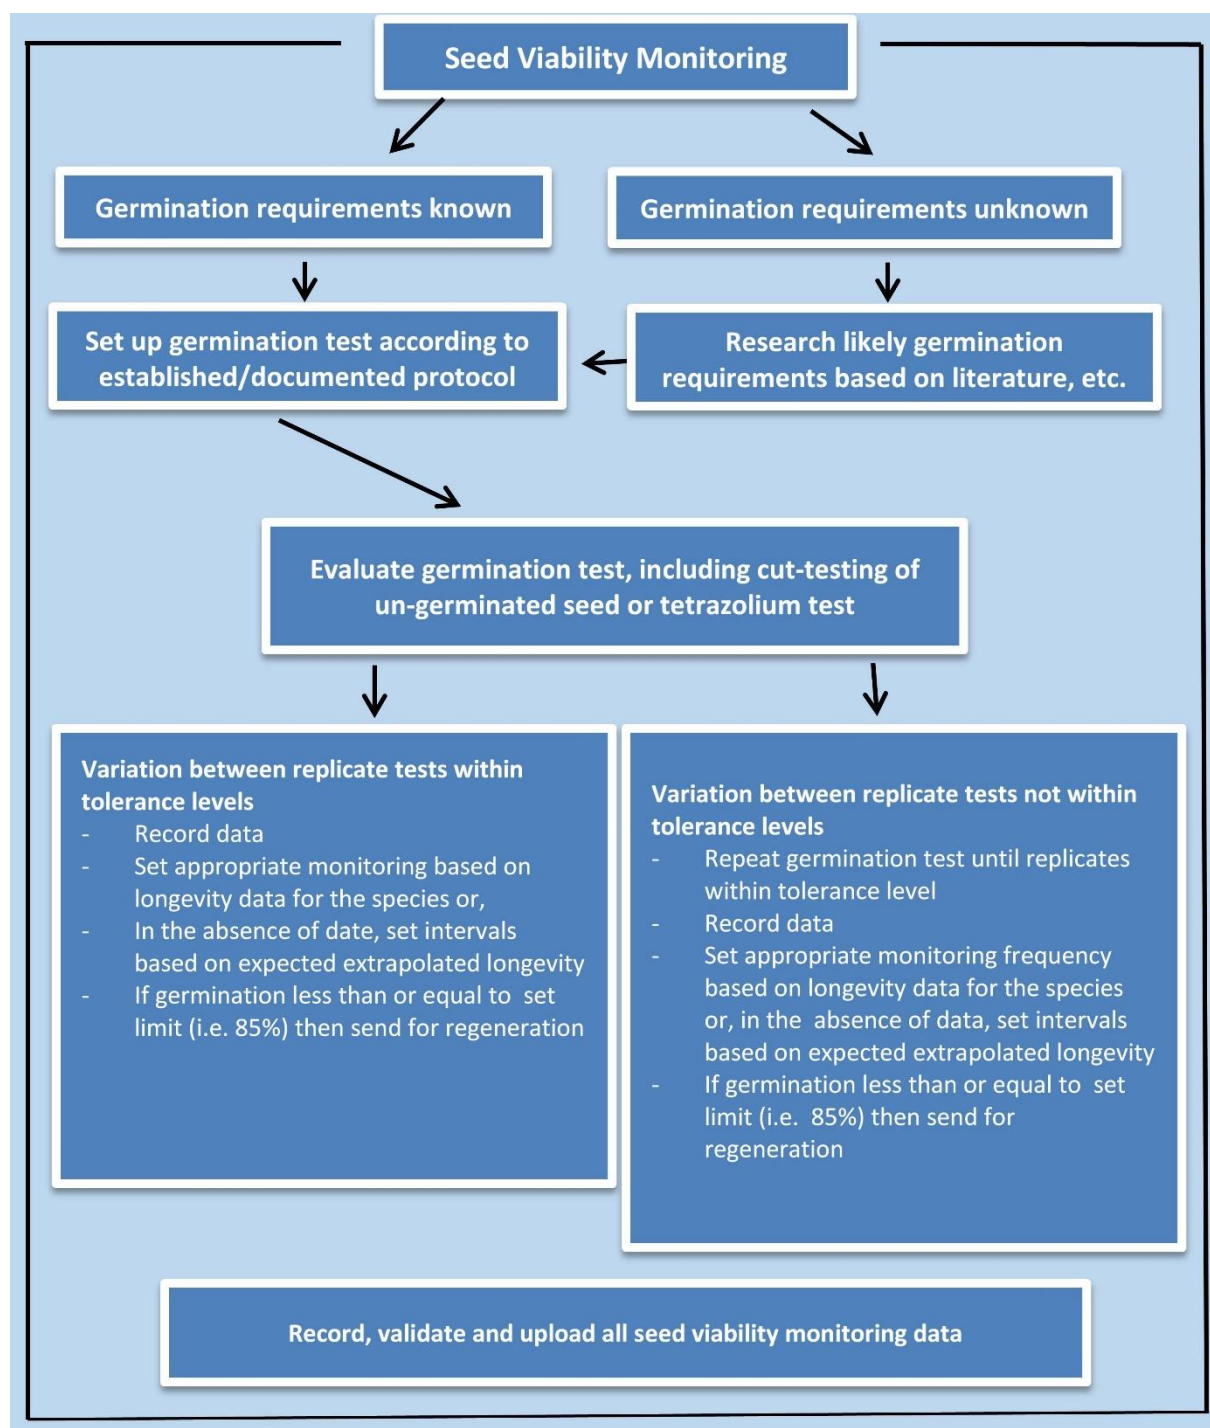 Seed Viability Monitoring
Germination requirements known
Germination requirements unknown
Set up germination test according to
established/documented protocol
Research likely germination
requirements based on literature, etc.
Evaluate germination test, including cut-testing of
un-germinated seed or tetrazolium test
Variation between replicate tests within
tolerance levels
- Record data
- Set appropriate monitoring based on
longevity data for the species or,
- In the absence of date, set intervals
based on expected extrapolated longevity
- If germination less than or equal to set
limit (i.e. 85%) then send for regeneration
Variation between replicate tests not within
tolerance levels
- Repeat germination test until replicates
within tolerance level
- Record data
- Set appropriate monitoring frequency
based on longevity data for the species
or, in the absence of data, set intervals
based on expected extrapolated longevity
- If germination less than or equal to set
limit (i.e. 85%) then send for
regeneration
Record, validate and upload all seed viability monitoring data